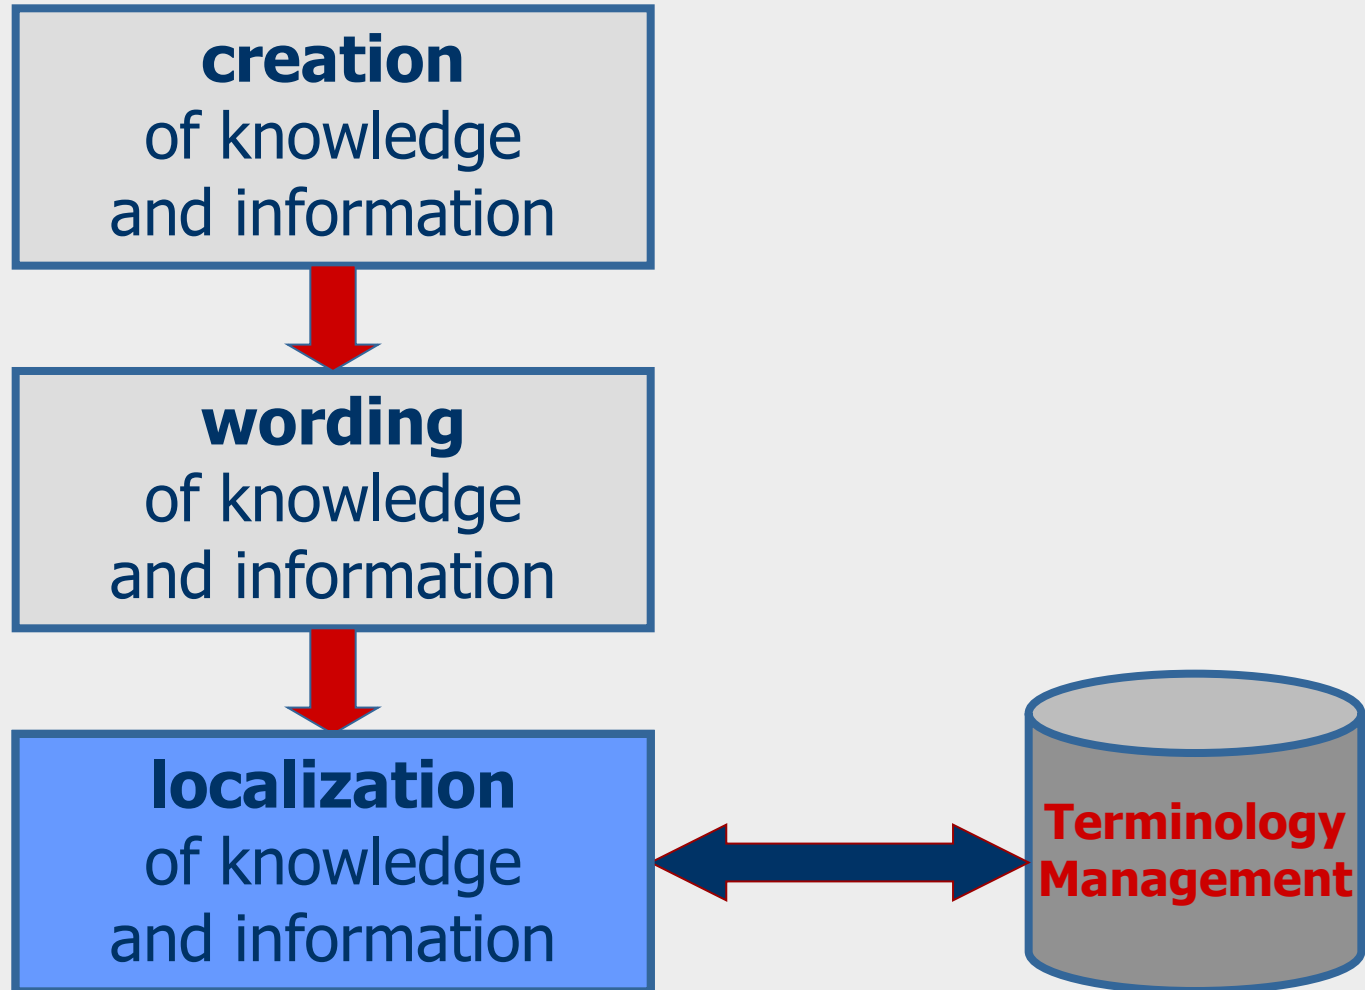 creation
of knowledge
and information
wording
of knowledge
and information
localization
of knowledge
and information
Terminology
Management